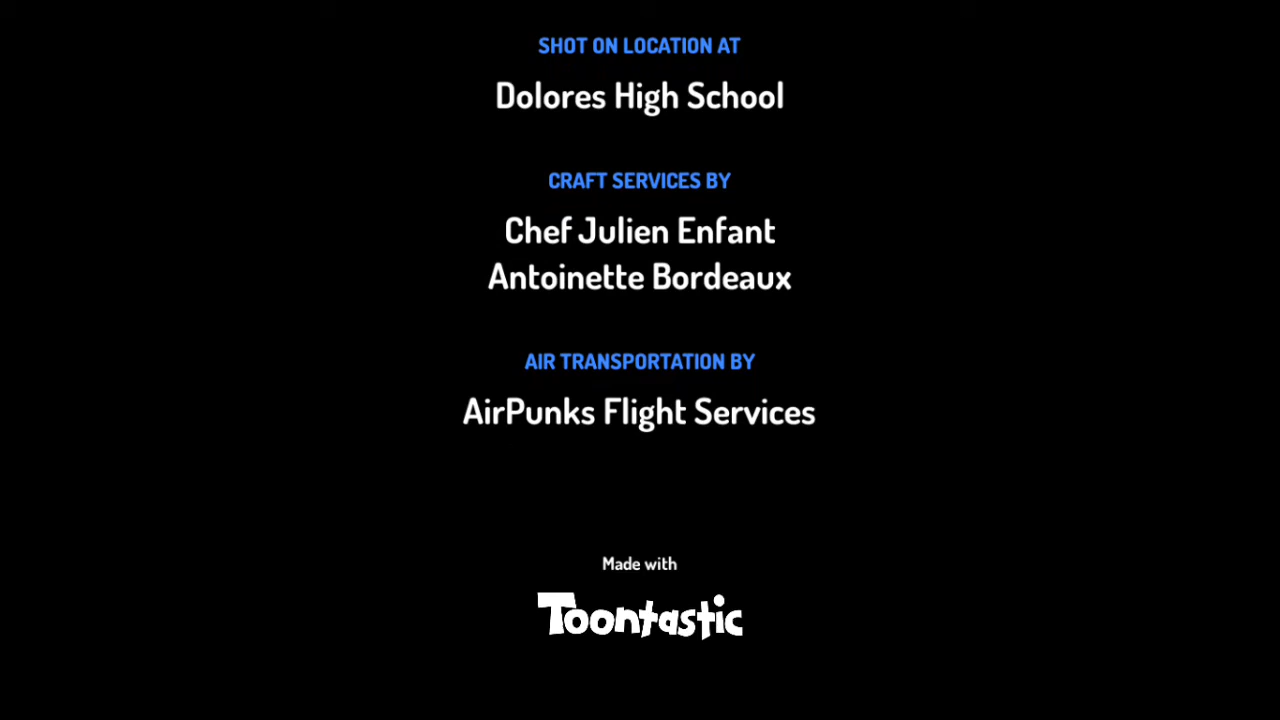 SHOT ON LOCATION AT
Dolores High School
CRAFT SERVICES BY
Chef Julien Enfant
Antoinette Bordeaux
AIR TRANSPORTATION BY
AirPunks Flight Services
Made with
Toontastic